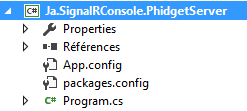 C# Ja.SignalRConsole.PhidgetServer
Properties
Références
App.config
packages.config
C# Program.cs